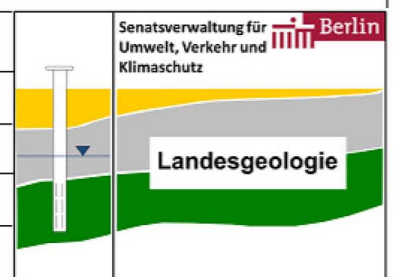 Senatsverwaltung für
Umwelt, Verkehr und
Klimaschutz
Berlin
Landesgeologie